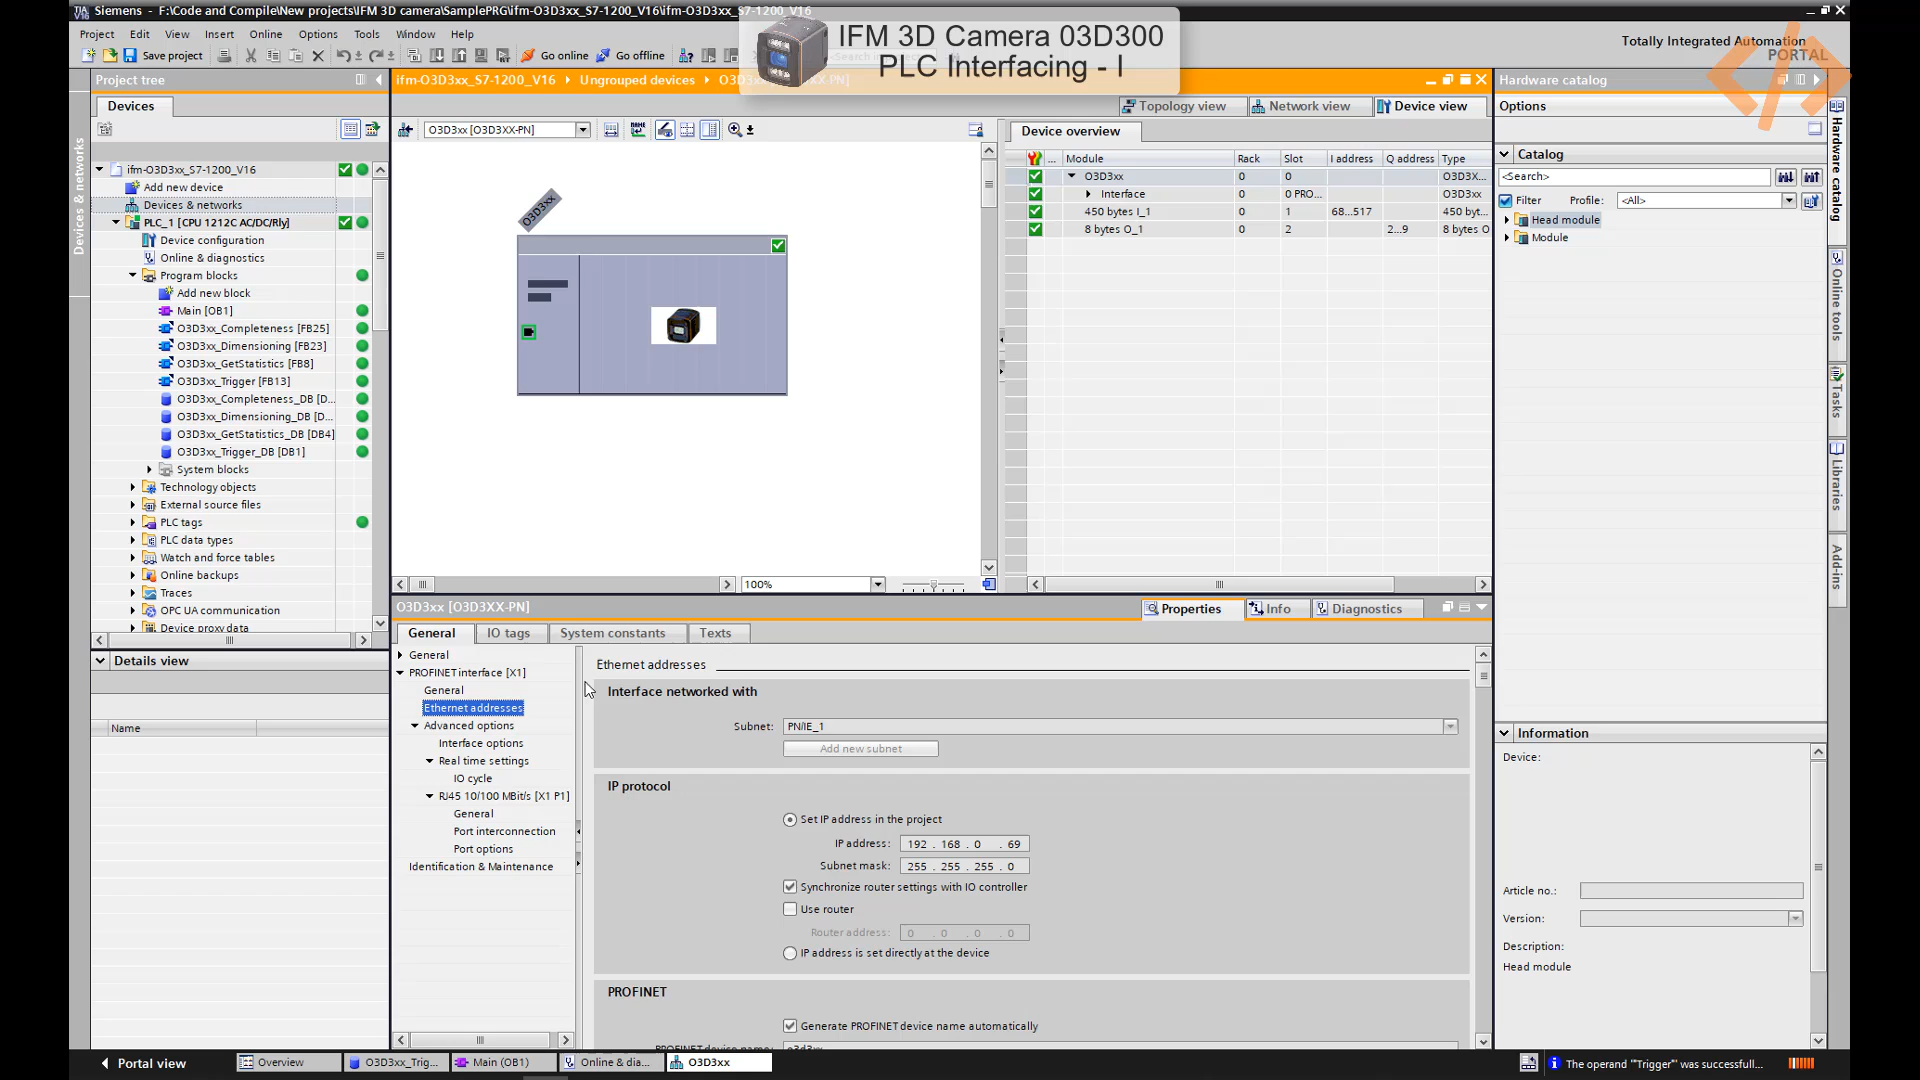 Siemens - F:\Code and Compile\New projects\IFM 3D camera\SamplePRG\ifm-O3D3xx_S7-1200_V16\ifm-O3D3xx_S7-1200_V16
IFM 3D Camera 03D300
PLC Interfacing - I
Project Edit View Insert Online Options Tools Window Help
Totally Integrated Automation
PORTAL
Save project Go online Go offline
Project tree
ifm-O3D3xx_S7-1200_V16 Ungrouped devices
Hardware catalog
Devices
Topology view Network view Device view
Options
O3D3xx [O3D3XX-PN]
Device overview
Catalog
Module Rack Slot I address Q address Type
<Search>
Filter Profile: <All>
Head module
Module
O3D3xx 0 0 O3D3X...
Interface 0 0 PRO... O3D3xx
450 bytes I_1 0 1 68...517 450 byt...
8 bytes O_1 0 2 2...9 8 bytes O
O3D3xx
ifm-O3D3xx_S7-1200_V16
Add new device
Devices & networks
PLC_1 [CPU 1212C AC/DC/Rly]
Device configuration
Online & diagnostics
Program blocks
Add new block
Main [OB1]
O3D3xx_Completeness [FB25]
O3D3xx_Dimensioning [FB23]
O3D3xx_GetStatistics [FB8]
O3D3xx_Trigger [FB13]
O3D3xx_Completeness_DB [D...
O3D3xx_Dimensioning_DB [D...
O3D3xx_GetStatistics_DB [DB4]
O3D3xx_Trigger_DB [DB1]
System blocks
Technology objects
External source files
PLC tags
PLC data types
Watch and force tables
Online backups
Traces
OPC UA communication
Device proxy data
Devices & networks
100%
Hardware catalog
Online tools
Tasks
Libraries
Add-ins
O3D3xx [O3D3XX-PN]
Properties Info Diagnostics
General IO tags System constants Texts
General
PROFINET interface [X1]
General
Ethernet addresses
Advanced options
Interface options
Real time settings
IO cycle
RJ45 10/100 MBit/s [X1 P1]
General
Port interconnection
Port options
Identification & Maintenance
Ethernet addresses
Interface networked with
Subnet: PN/IE_1
Add new subnet
IP protocol
Set IP address in the project
IP address: 192 . 168 . 0 . 69
Subnet mask: 255 . 255 . 255 . 0
Synchronize router settings with IO controller
Use router
Router address: 0 . 0 . 0 . 0
IP address is set directly at the device
PROFINET
Generate PROFINET device name automatically
PROFINET device name: o3d3xx
Details view
Name
Information
Device:
Article no.:
Version:
Description:
Head module
Portal view Overview O3D3xx_Trig... Main (OB1) Online & dia... O3D3xx
The operand "Trigger" was successfull...